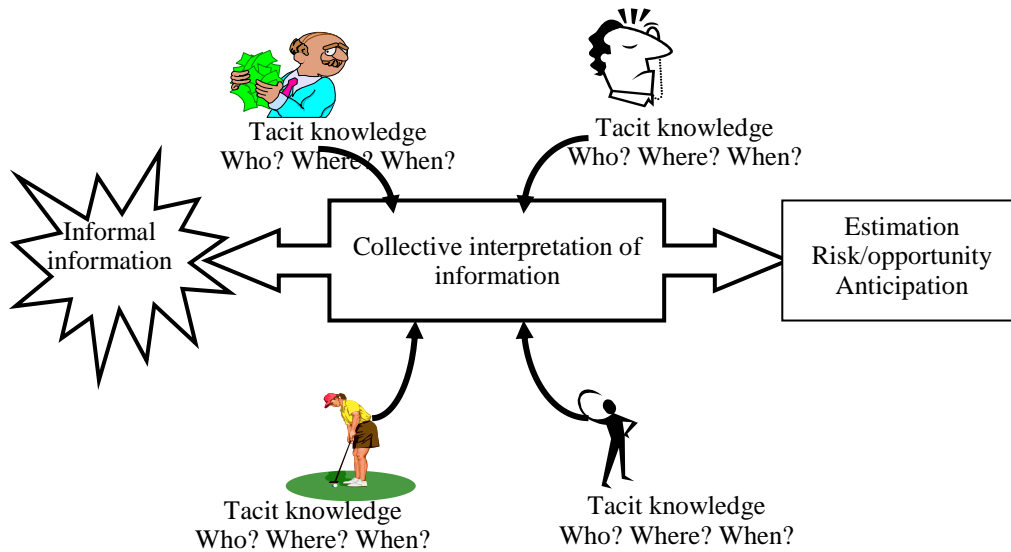 Tacit knowledge
Who? Where? When?
Tacit knowledge
Who? Where? When?
Informal
information
Collective interpretation of
information
Estimation
Risk/opportunity
Anticipation
Tacit knowledge
Who? Where? When?
Tacit knowledge
Who? Where? When?